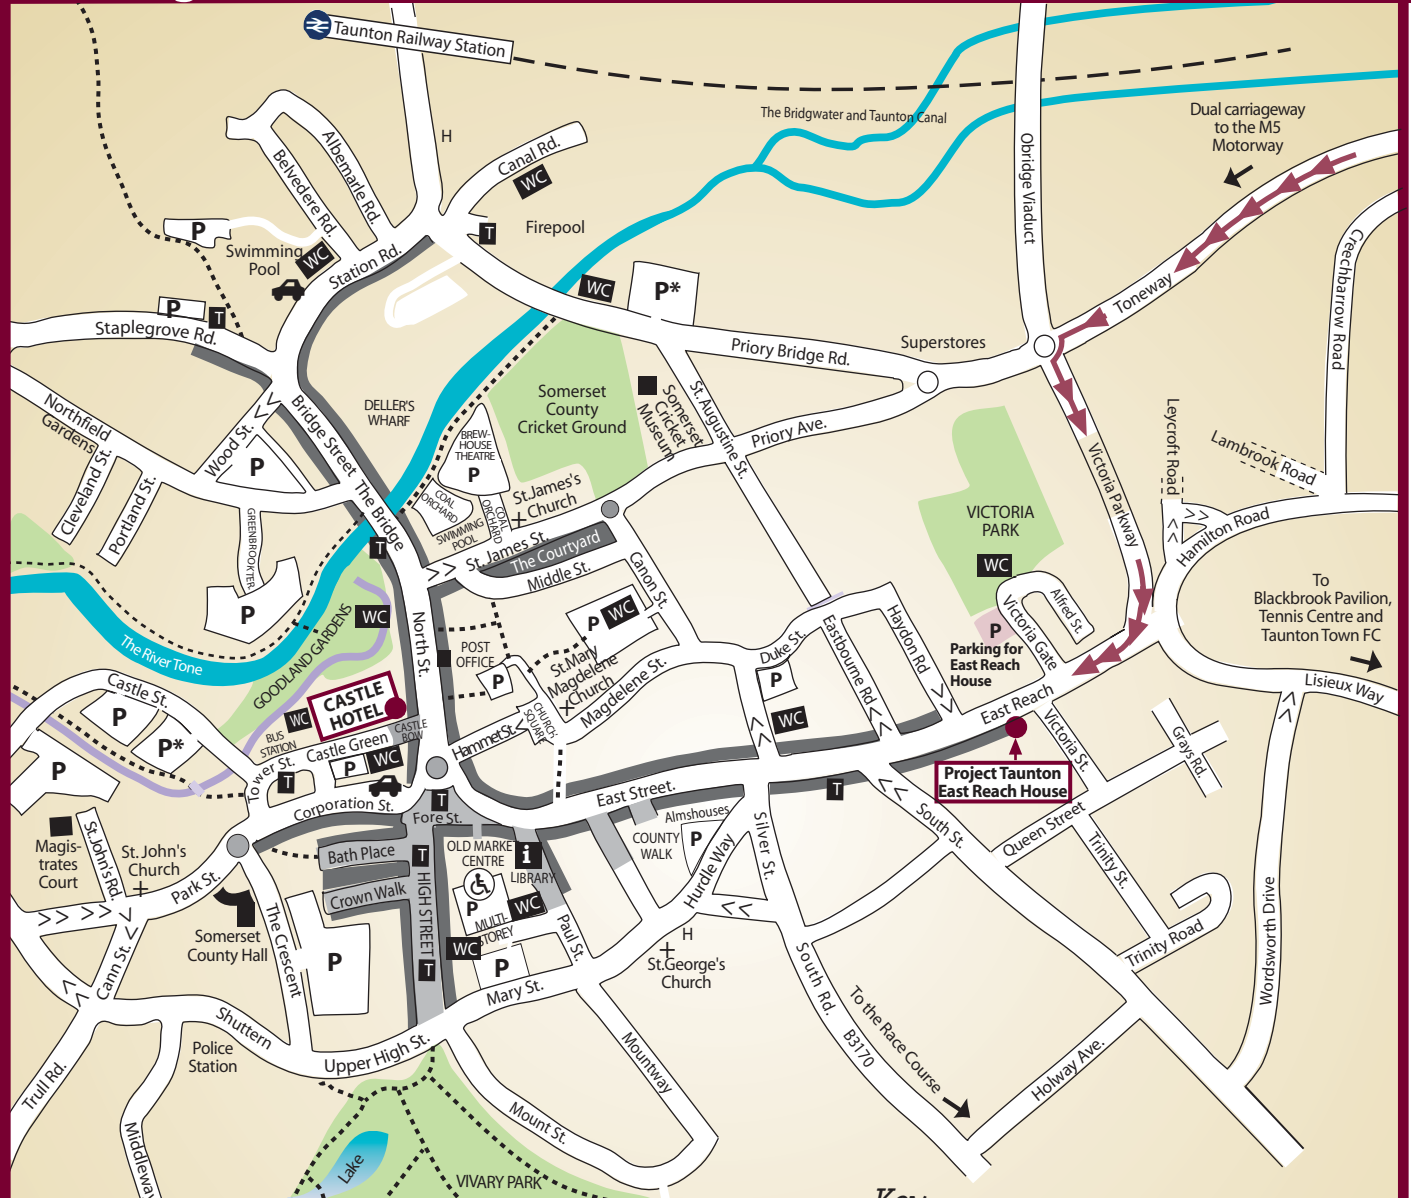 Taunton Railway Station
The Bridgwater and Taunton Canal
Dual carriageway
to the M5
Motorway
H
Canal Rd.
WC
Albemarle Rd.
Belvedere Rd.
Obridge Viaduct
P
Swimming
Pool
WC
Station Rd.
T
Firepool
Creechbarrow Road
WC
P*
Toneway
P
T
Staplegrove Rd.
Priory Bridge Rd.
Superstores
Northfield
Gardens
Wood St.
Bridge Street
DELLER'S
WHARF
Somerset
County
Cricket Ground
Somerset
Cricket
Museum
St. Augustine St.
Priory Ave.
Victoria Parkway
Leycroft Road
Lambrook Road
Cleveland St.
Portland St.
P
The Bridge
BREW-
HOUSE
THEATRE
P
COAL
ORCHARD
COAL
ORCHARD
SWIMMING
POOL
St.James's
Church
VICTORIA
PARK
WC
Hamilton Road
GREENBROOK TER.
T
St. James St.
The Courtyard
Middle St.
Canon St.
P
WC
P
GOODLAND GARDENS
WC
North St.
POST
OFFICE
P
St.Mary
Magdelene
Church
Magdelene St.
Duke St.
P
Eastbourne Rd
Haydon Rd
Victoria Gate
Alfred St.
P
Parking for
East Reach
House
To
Blackbrook Pavilion,
Tennis Centre and
Taunton Town FC
Lisieux Way
The River Tone
Castle St.
P
P*
P
WC
CASTLE
HOTEL
BUS
STATION
Castle Green
CASTLE
BOW
Hammet St.
CHURCH
SQUARE
WC
East Reach
Victoria St.
Grays Rd.
Tower St.
T
P
WC
Corporation St.
T
Fore St.
East Street.
T
Project Taunton
East Reach House
Magis-
trates
Court
St.John's Rd.
St. John's
Church
Park St.
Bath Place
Crown Walk
T
HIGH STREET
T
OLD MARKET
CENTRE
i
LIBRARY
P
MULTI-
STOREY
WC
WC
P
COUNTY
WALK
Almshouses
P
Hurdle Way
Silver St.
South St.
Queen Street
Trinity St.
Trinity Road
Wordsworth Drive
Somerset
County Hall
The Crescent
P
Cann St.
Paul St.
Mary St.
H
St.George's
Church
South Rd.
B3170
To the Race Course
Holway Ave.
Shuttern
Police
Station
Upper High St.
Mountway
Mount St.
Trull Rd.
Middleway
Lake
VIVARY PARK